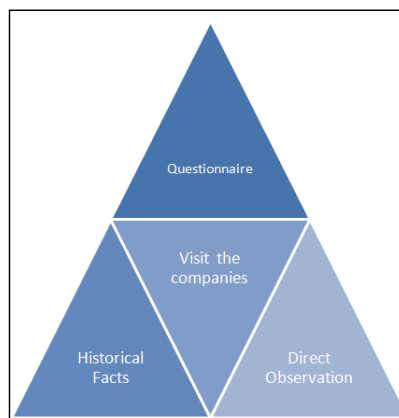 Questionnaire
Visit the
companies
Historical
Facts
Direct
Observation